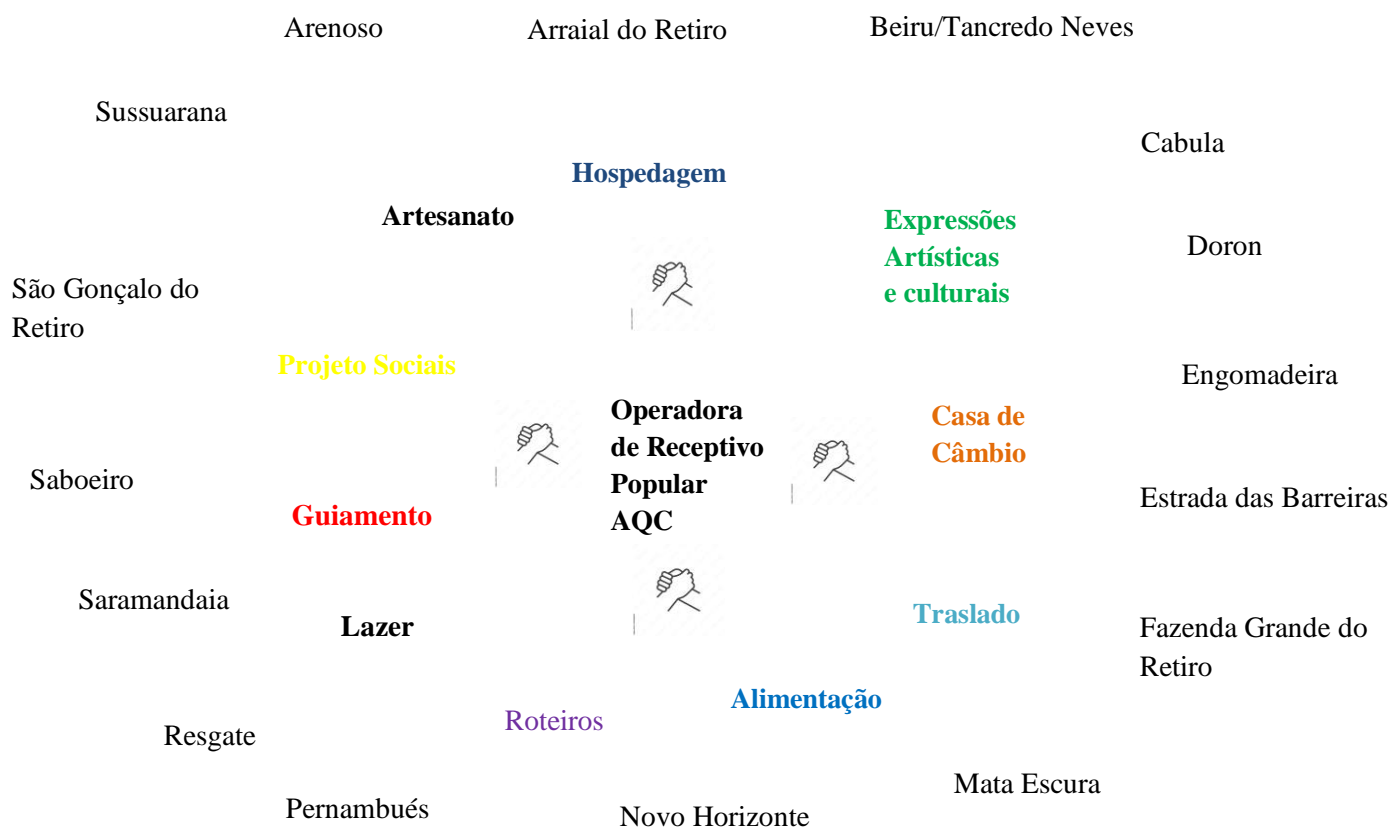 Arenoso
Arraial do Retiro
Beiru/Tancredo Neves
Sussuarana
Cabula
Hospedagem
Artesanato
Expressões
Artísticas
e culturais
Doron
São Gonçalo do
Retiro
Projeto Sociais
Engomadeira
Operadora
de Receptivo
Popular
AQC
Casa de
Câmbio
Saboeiro
Estrada das Barreiras
Guiamento
Saramandaia
Lazer
Traslado
Fazenda Grande do
Retiro
Alimentação
Roteiros
Resgate
Mata Escura
Pernambués
Novo Horizonte